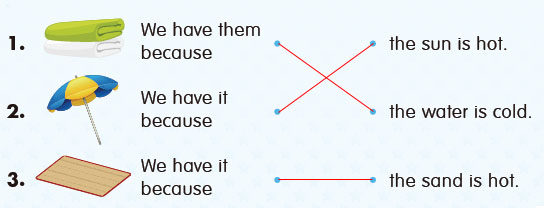 1. We have them
because
the sun is hot.
2. We have it
because
the water is cold.
3. We have it
because
the sand is hot.